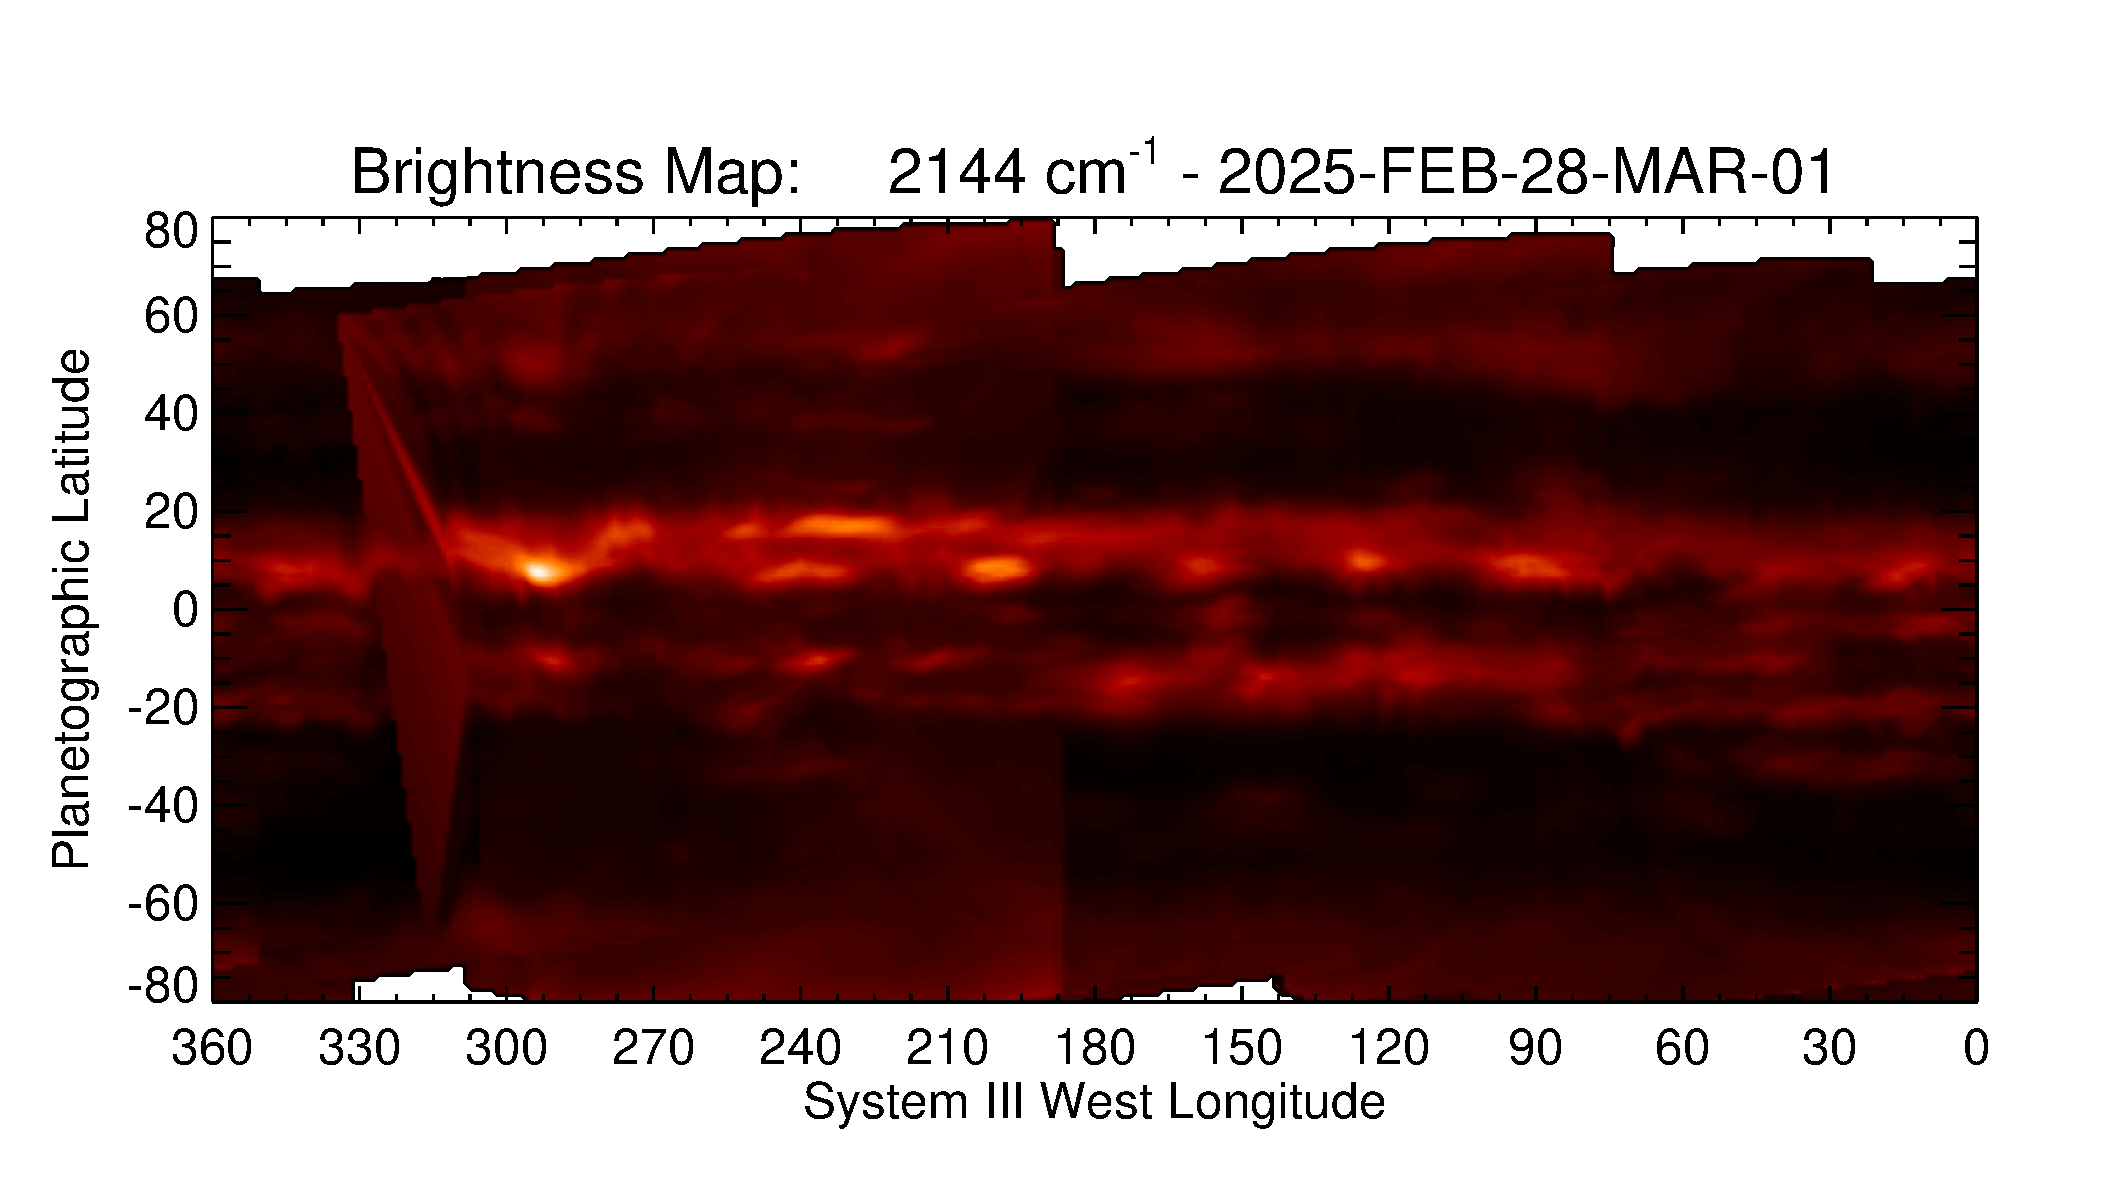 Brightness Map: 2144 cm-1 - 2025-FEB-28-MAR-01
Planetographic Latitude
80
60
40
20
0
-20
-40
-60
-80
360 330 300 270 240 210 180 150 120 90 60 30 0
System III West Longitude